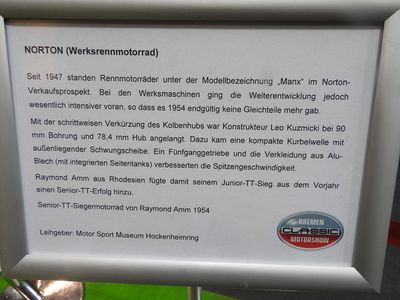 NORTON (Werksrennmotorrad)
Seit 1947 standen Rennmotorräder unter der Modellbezeichnung „Manx“ im Norton-
Verkaufsprospekt. Bei den Werksmaschinen ging die Weiterentwicklung jedoch
wesentlich intensiver voran, so dass es 1954 endgültig keine Gleichteile mehr gab.
Mit der schrittweisen Verkürzung des Kolbenhubs war Konstrukteur Leo Kuzmicki bei 90
mm Bohrung und 78,4 mm Hub angelangt. Dazu kam eine kompakte Kurbelwelle mit
außenliegender Schwungscheibe. Ein Fünfganggetriebe und die Verkleidung aus Alu-
Blech (mit integrierten Seitentanks) verbesserten die Spitzengeschwindigkeit.
Raymond Amm aus Rhodesien fügte damit seinem Junior-TT-Sieg aus dem Vorjahr
einen Senior-TT-Erfolg hinzu.
Senior-TT-Siegermotorrad von Raymond Amm 1954
Leihgeber: Motor Sport Museum Hockenheimring
BREMEN
CLASSIC
MOTORSHOW